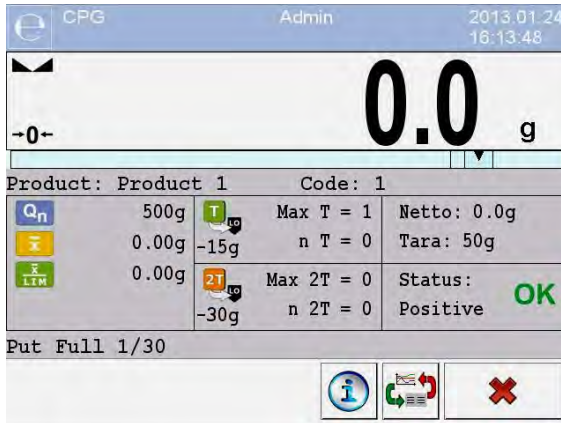 e CPG Admin 2013.01.24
16:13:48
0.0 g
→0←
Product: Product 1 Code: 1
Qn 500g T LO -15g Max T = 1 Netto: 0.0g
x̄ 0.00g n T = 0 Tara: 50g
x̄ LIM 0.00g 2T LO -30g Max 2T = 0 Status: OK
n 2T = 0 Positive
Put Full 1/30
i